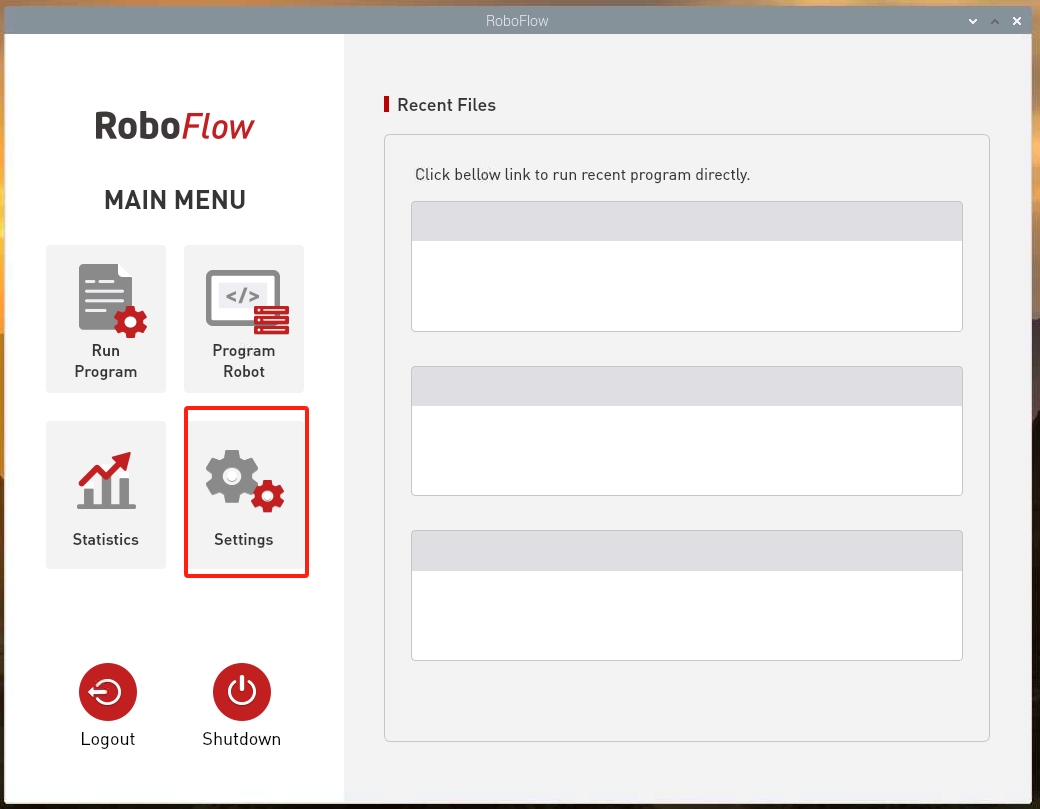 RoboFlow
RoboFlow
MAIN MENU
Run
Program
Program
Robot
</>
Statistics
Settings
Logout
Shutdown
Recent Files
Click bellow link to run recent program directly.